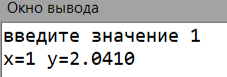 Окно вывода
введите значение 1
x=1 y=2.0410